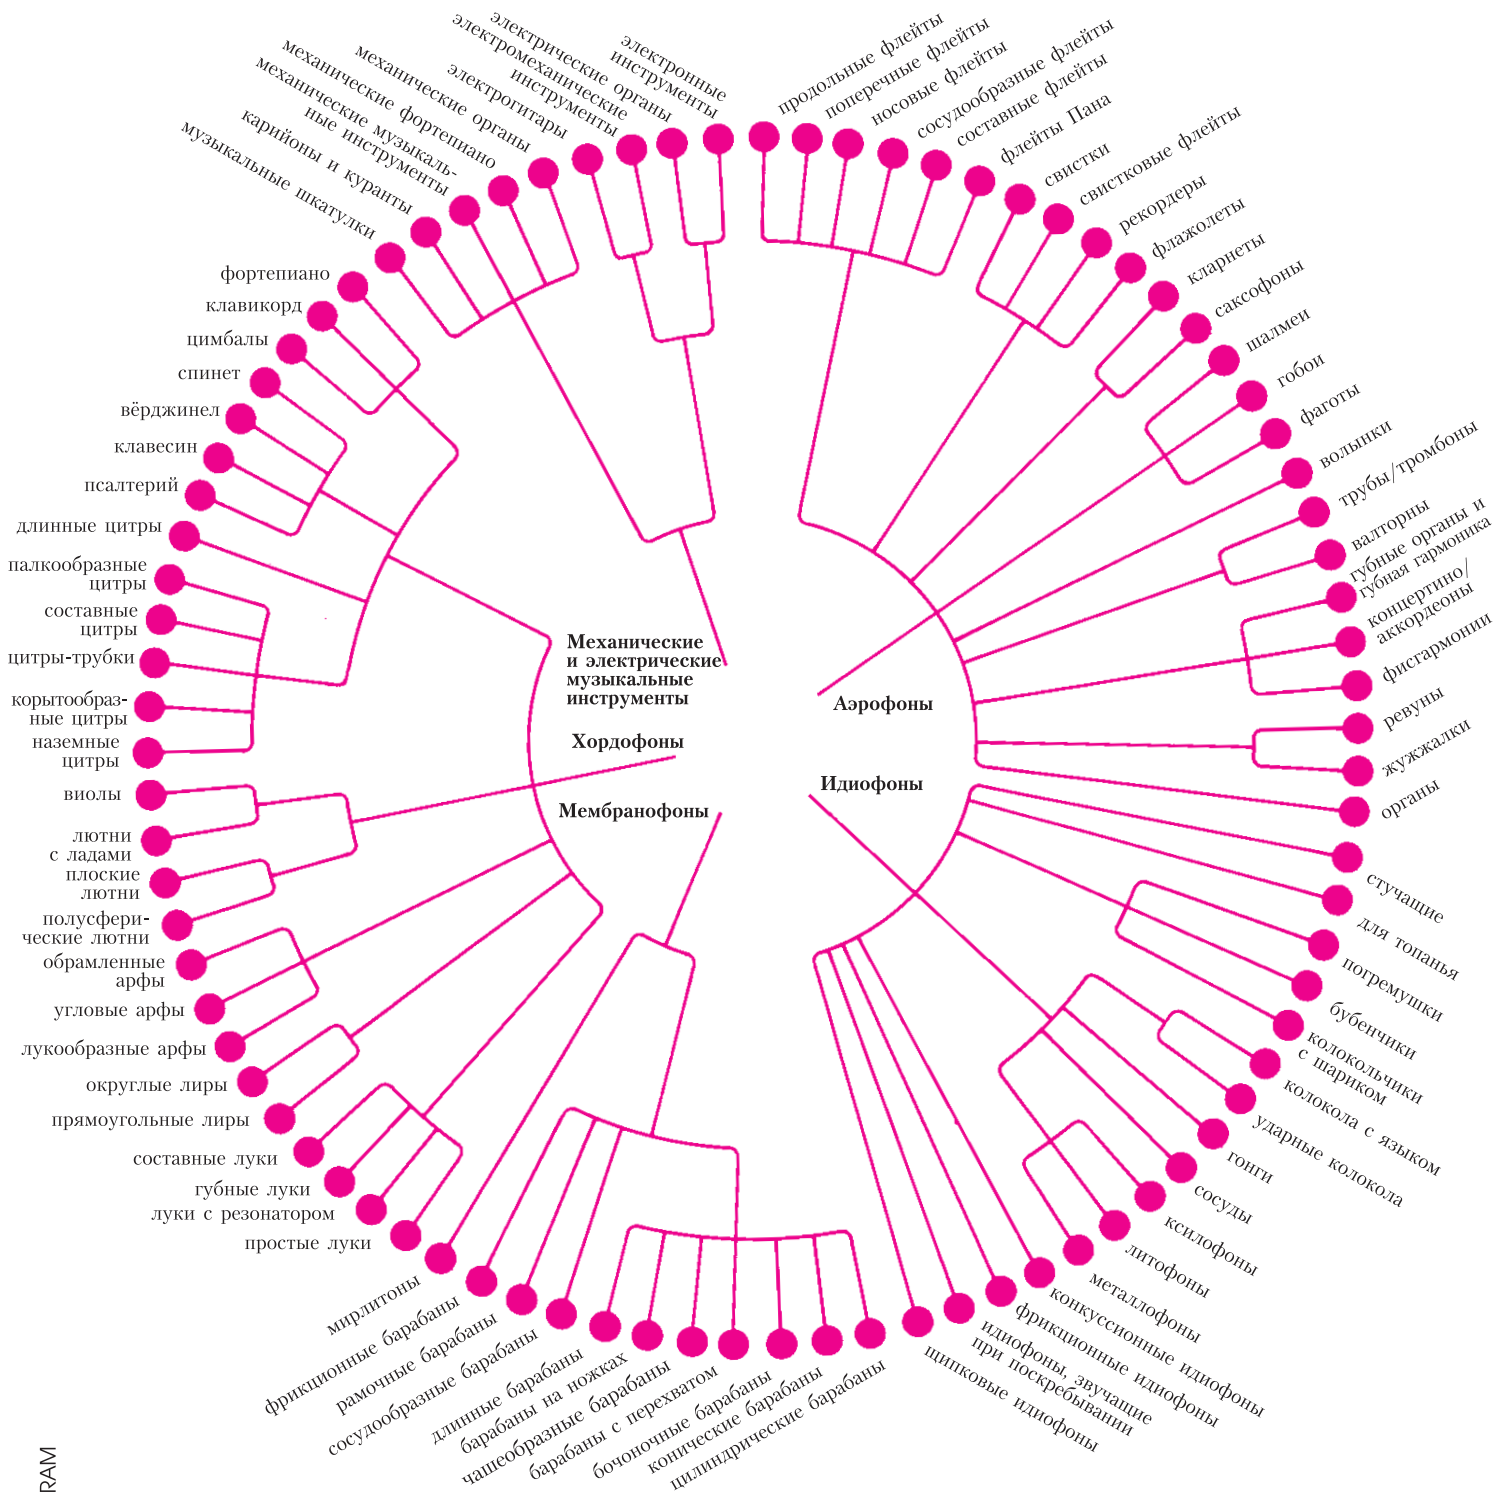 электронные
инструменты
электрические органы
электромеханические
инструменты
электрогитары
механические органы
механические фортепиано
механические музыкаль-
ные инструменты
карийоны и куранты
музыкальные шкатулки
фортепиано
клавикорд
цимбалы
спинет
вёрджинел
клавесин
псалтерий
длинные цитры
палкообразные
цитры
составные
цитры
цитры-трубки
корытообраз-
ные цитры
наземные
цитры
виолы
лютни
с ладами
плоские
лютни
полусфери-
ческие лютни
обрамленные
арфы
угловые арфы
лукообразные арфы
округлые лиры
прямоугольные лиры
составные луки
губные луки
луки с резонатором
простые луки
мирлитоны
фрикционные барабаны
рамочные барабаны
сосудообразные барабаны
длинные барабаны
барабаны на ножках
чашеобразные барабаны
барабаны с перехватом
бочоночные барабаны
конические барабаны
цилиндрические барабаны
продольные флейты
поперечные флейты
носовые флейты
сосудообразные флейты
составные флейты
флейты Пана
свистки
свистковые флейты
рекордеры
флажолеты
кларнеты
саксофоны
шалмеи
гобои
фаготы
волынки
трубы/тромбоны
валторны
губные органы и
губная гармоника
концертино/
аккордеоны
фисгармонии
ревуны
жужжалки
органы
стучащие
для топанья
погремушки
бубенчики
колокольчики
с шариком
колокола с языком
ударные колокола
гонги
сосуды
ксилофоны
литофоны
металлофоны
конкуссионные идиофоны
фрикционные идиофоны
идиофоны, звучащие
при поскребывании
щипковые идиофоны
Механические
и электрические
музыкальные
инструменты
Хордофоны
Мембранофоны
Аэрофоны
Идиофоны
RAM